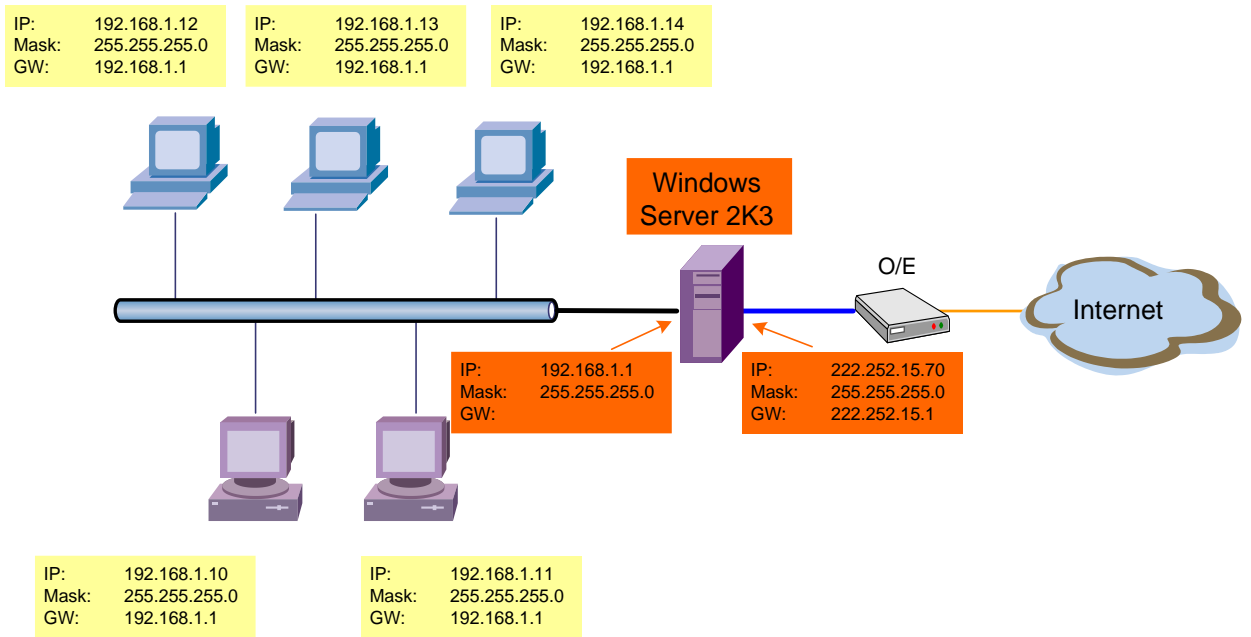 IP: 192.168.1.12
Mask: 255.255.255.0
GW: 192.168.1.1
IP: 192.168.1.13
Mask: 255.255.255.0
GW: 192.168.1.1
IP: 192.168.1.14
Mask: 255.255.255.0
GW: 192.168.1.1
Windows
Server 2K3
O/E
Internet
IP: 192.168.1.1
Mask: 255.255.255.0
GW:
IP: 222.252.15.70
Mask: 255.255.255.0
GW: 222.252.15.1
IP: 192.168.1.10
Mask: 255.255.255.0
GW: 192.168.1.1
IP: 192.168.1.11
Mask: 255.255.255.0
GW: 192.168.1.1